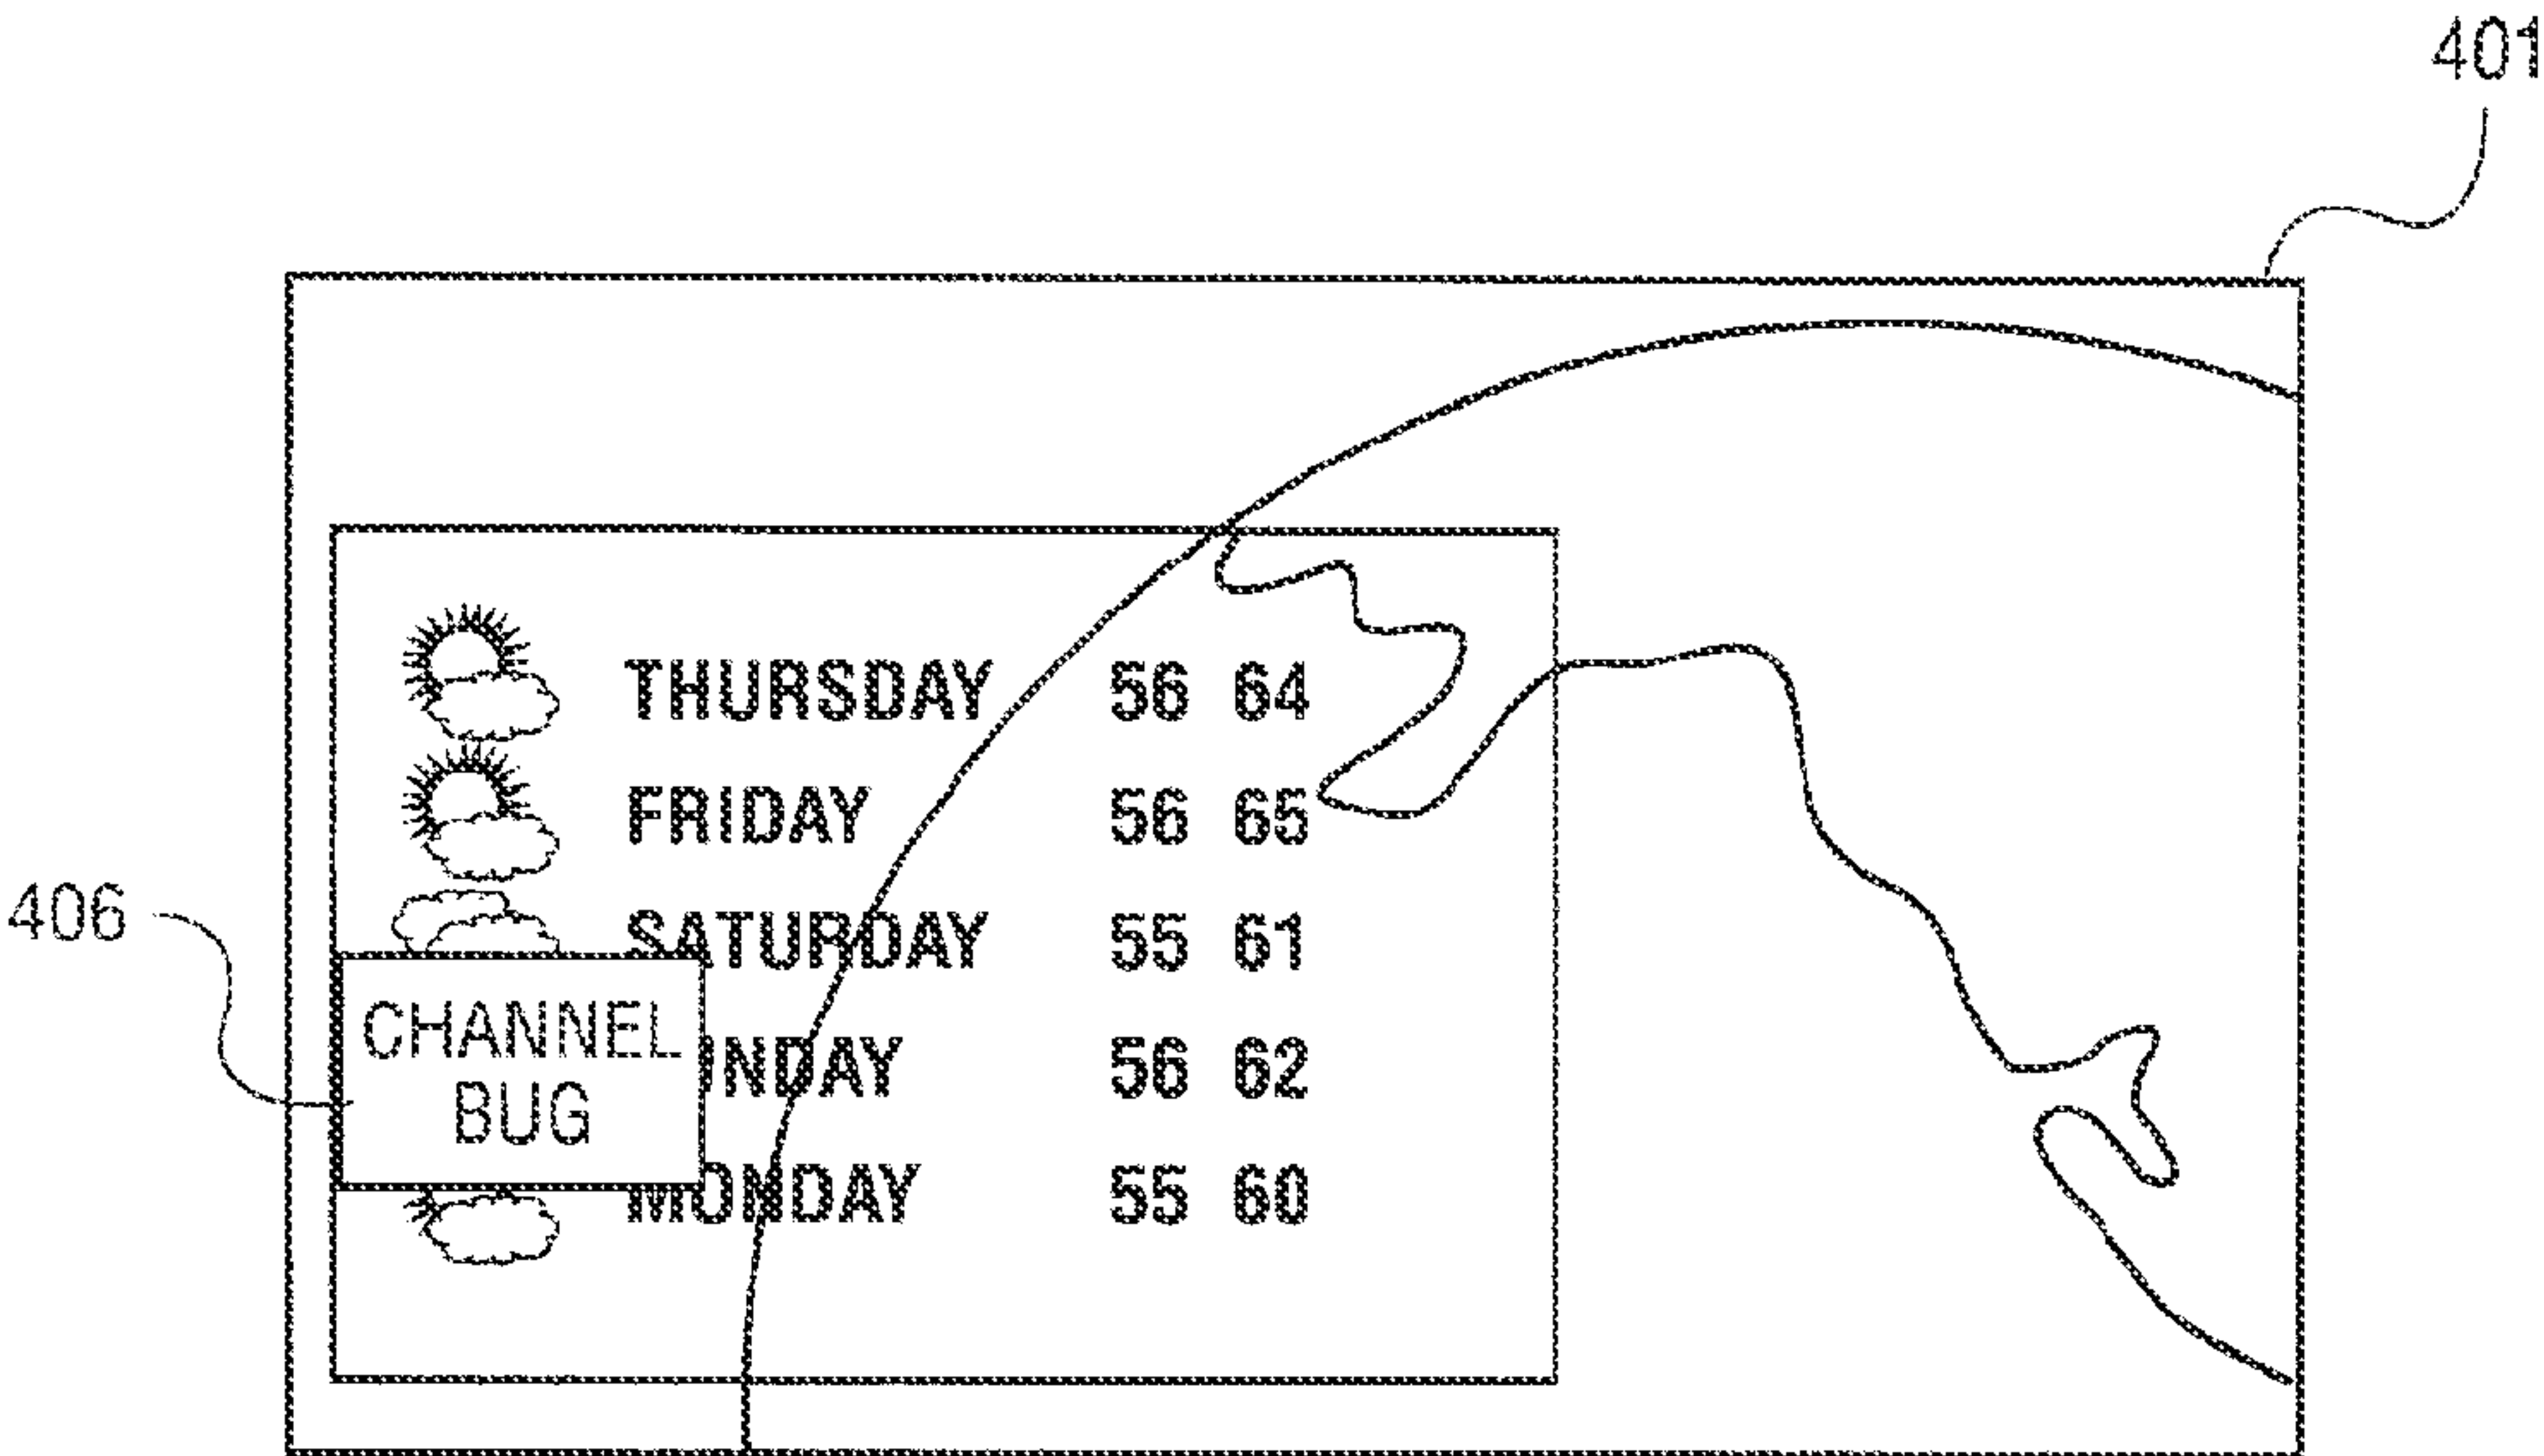 401
THURSDAY 56 64
FRIDAY 56 65
SATURDAY 55 61
406
CHANNEL
BUG
NDAY 56 62
MONDAY 55 60